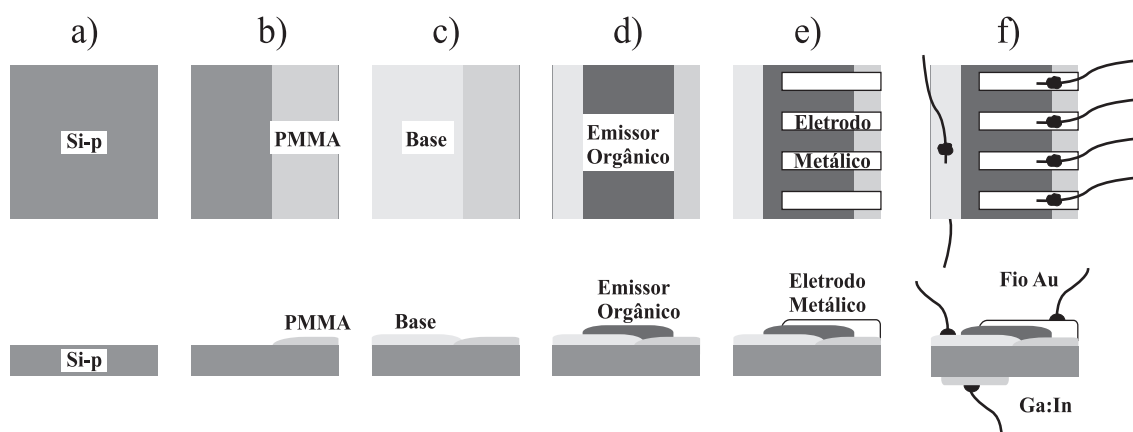 a)
b)
c)
d)
e)
f)
Si-p
PMMA
Base
Emissor
Orgânico
Eletrodo
Metálico
PMMA
Base
Emissor
Orgânico
Eletrodo
Metálico
Fio Au
Si-p
Ga:In